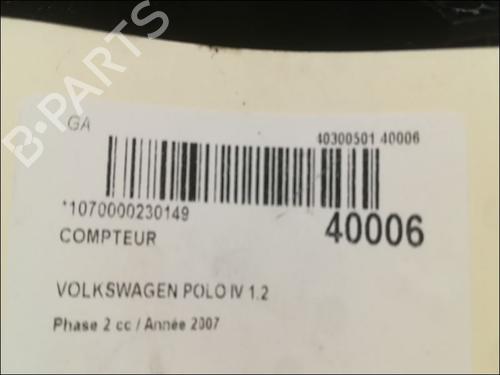 B-PARTS
GA
40300501 40006
*1070000230149
40006
COMPTEUR
VOLKSWAGEN POLO IV 1.2
Phase 2 cc / Année 2007